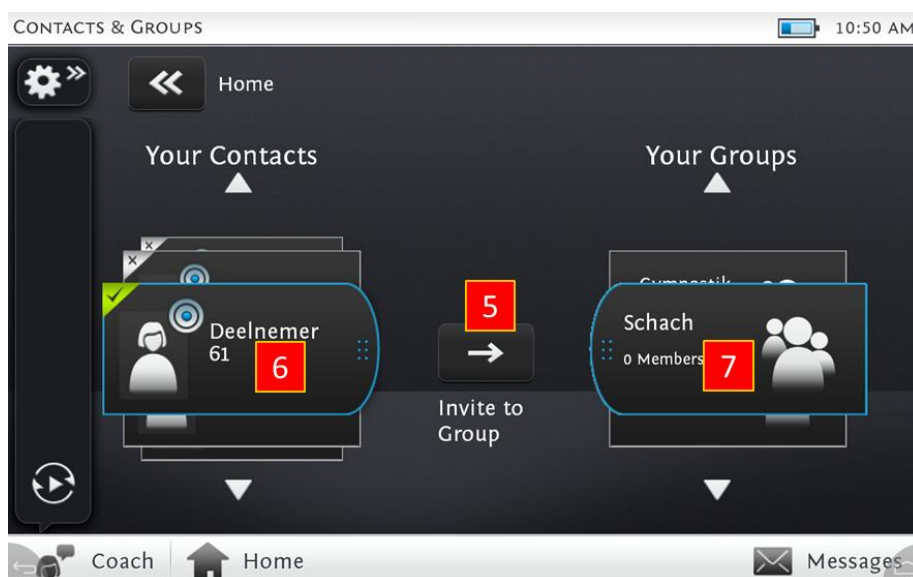 CONTACTS & GROUPS
10:50 AM
Home
Your Contacts
Your Groups
5
Gymnastik
Deelnemer
61
6
Schach
0 Members
7
Invite to
Group
Coach
Home
Messages